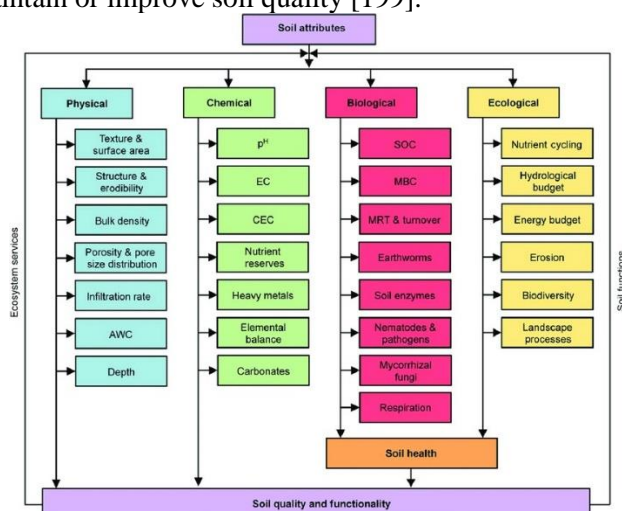 untain or improve soil quality [199].
Soil attributes
Physical
Chemical
Biological
Ecological
Texture &
surface area
Structure &
erodibility
Bulk density
Porosity & pore
size distribution
Infiltration rate
AWC
Depth
pH
EC
CEC
Nutrient
reserves
Heavy metals
Elemental
balance
Carbonates
SOC
MBC
MRT & turnover
Earthworms
Soil enzymes
Nematodes &
pathogens
Mycorrhizal
fungi
Respiration
Nutrient cycling
Hydrological
budget
Energy budget
Erosion
Biodiversity
Landscape
processes
Ecosystem services
Soil functions
Soil health
Soil quality and functionality